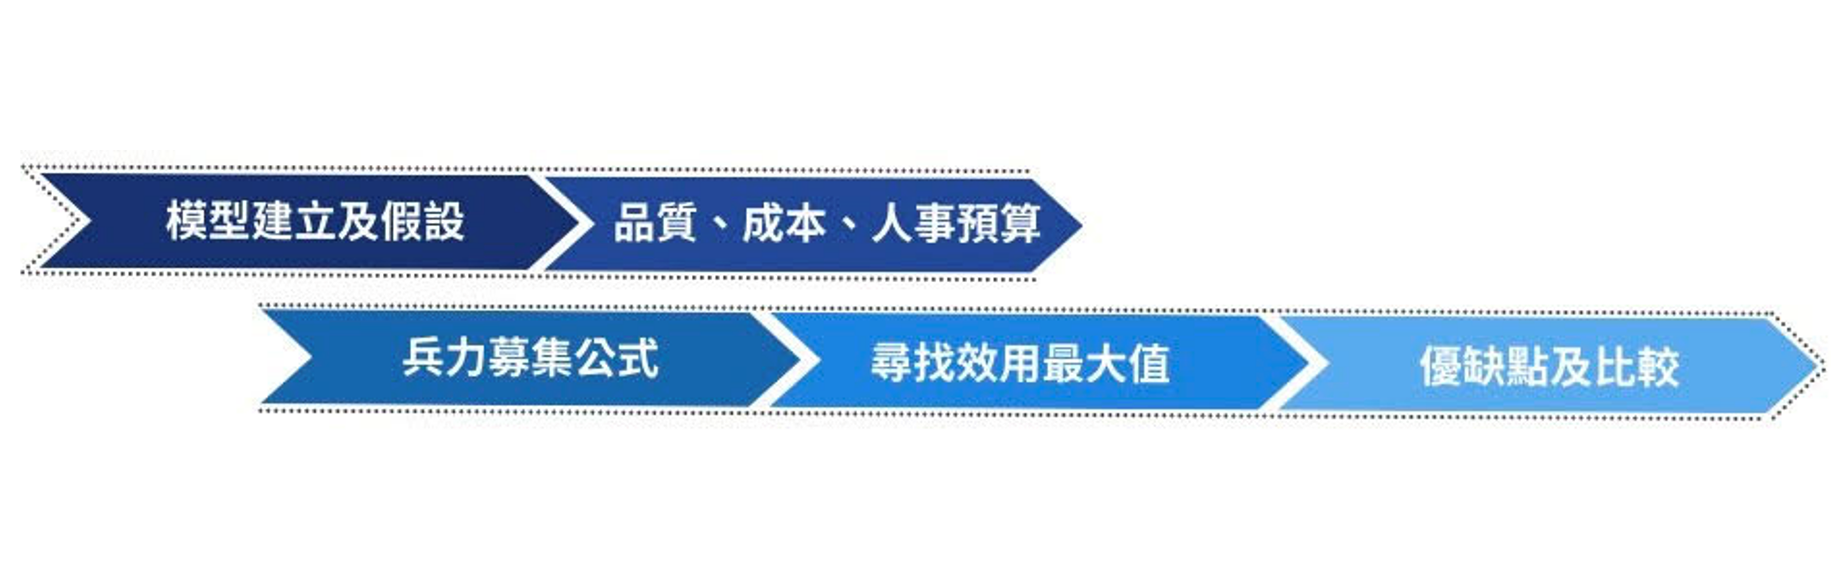 模型建立及假設
品質、成本、人事預算
兵力募集公式
尋找效用最大值
優缺點及比較